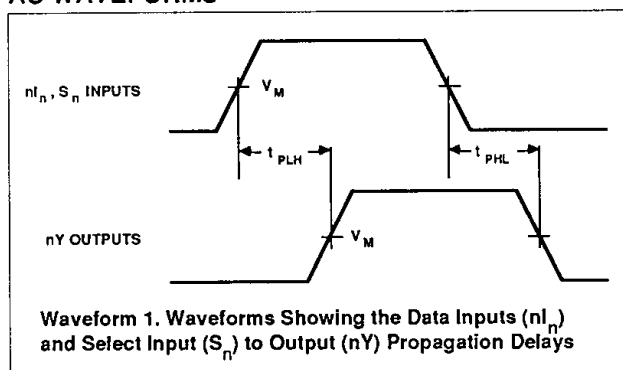 AC WAVEFORMS
nIn, Sn INPUTS
VM
tPLH
tPHL
nY OUTPUTS
VM
Waveform 1. Waveforms Showing the Data Inputs (nIn)
and Select Input (Sn) to Output (nY) Propagation Delays